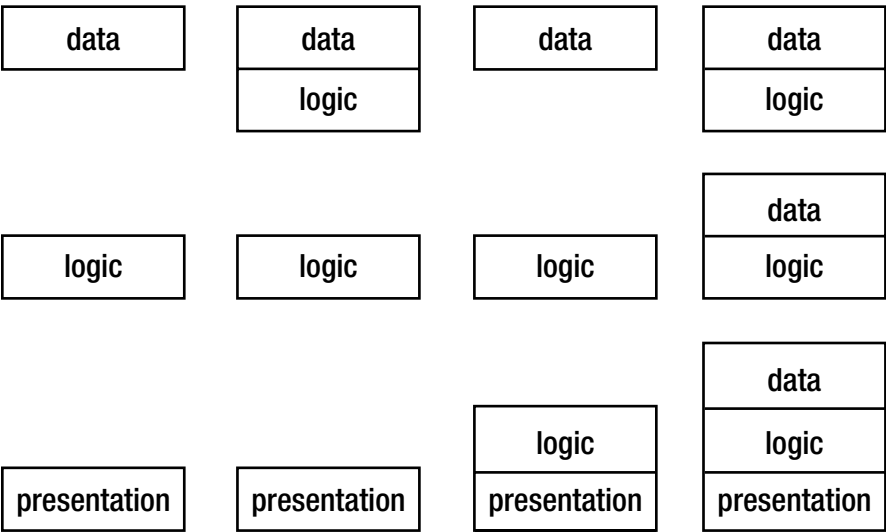 data data data data
logic logic
data
logic logic logic logic
data
logic logic
presentation presentation presentation presentation